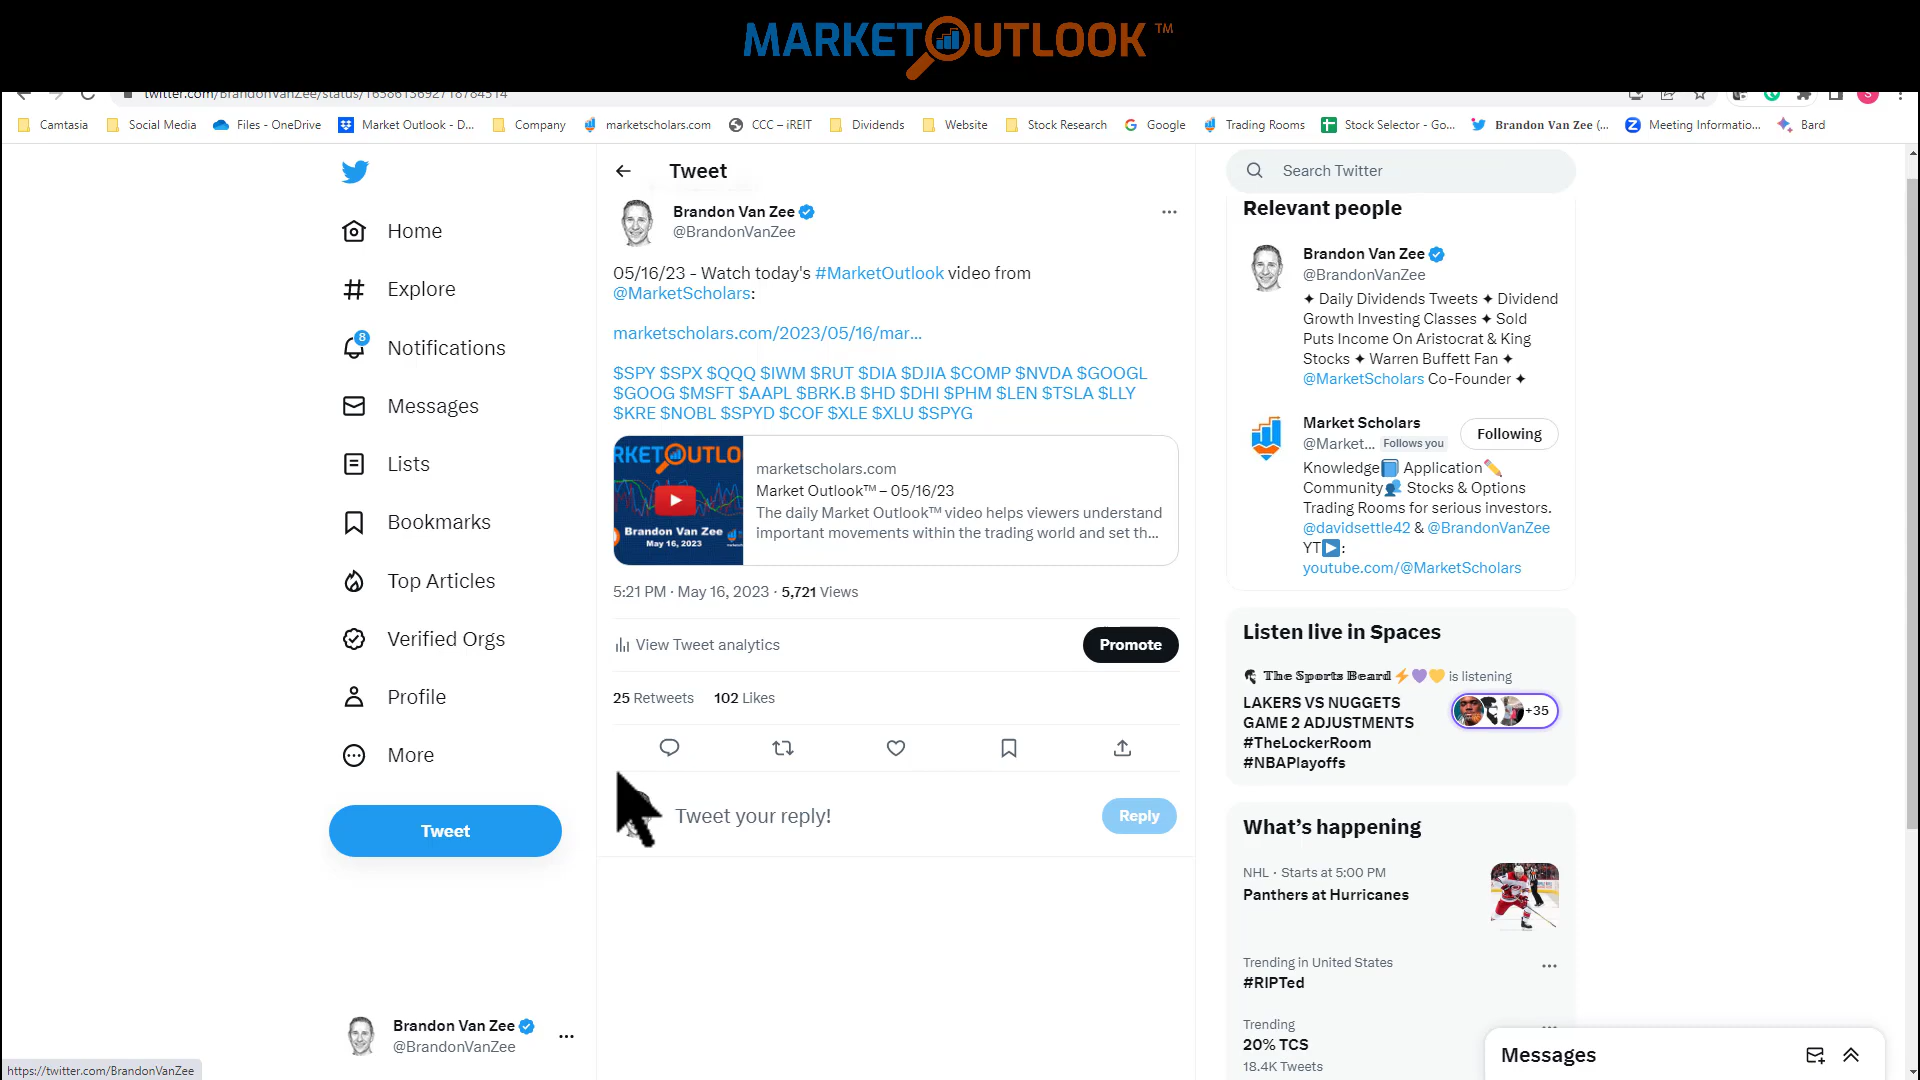 MARKETOUTLOOK™
twitter.com/BrandonVanZee/status/1658613692718784514
Camtasia
Social Media
Files - OneDrive
Market Outlook - D...
Company
marketscholars.com
CCC – iREIT
Dividends
Website
Stock Research
Google
Trading Rooms
Stock Selector - Go...
Brandon Van Zee (...
Meeting Informatio...
Bard
Home
Explore
8
Notifications
Messages
Lists
Bookmarks
Top Articles
Verified Orgs
Profile
More
Tweet
Brandon Van Zee
@BrandonVanZee
https://twitter.com/BrandonVanZee
Tweet
Brandon Van Zee
@BrandonVanZee
05/16/23 - Watch today's #MarketOutlook video from
@MarketScholars:
marketscholars.com/2023/05/16/mar...
$SPY $SPX $QQQ $IWM $RUT $DIA $DJIA $COMP $NVDA $GOOGL
$GOOG $MSFT $AAPL $BRK.B $HD $DHI $PHM $LEN $TSLA $LLY
$KRE $NOBL $SPYD $COF $XLE $XLU $SPYG
RKETOUTLO
Brandon Van Zee
May 16, 2023
marketscholars.com
Market Outlook™ – 05/16/23
The daily Market Outlook™ video helps viewers understand
important movements within the trading world and set th...
5:21 PM · May 16, 2023 · 5,721 Views
View Tweet analytics
Promote
25 Retweets 102 Likes
Tweet your reply!
Reply
Search Twitter
Relevant people
Brandon Van Zee
@BrandonVanZee
✦ Daily Dividends Tweets ✦ Dividend
Growth Investing Classes ✦ Sold
Puts Income On Aristocrat & King
Stocks ✦ Warren Buffett Fan ✦
@MarketScholars Co-Founder ✦
Market Scholars
@Market... Follows you
Following
Knowledge📘 Application✏️
Community👥 Stocks & Options
Trading Rooms for serious investors.
@davidsettle42 & @BrandonVanZee
YT▶️:
youtube.com/@MarketScholars
Listen live in Spaces
The Sports Beard ⚡💜💛 is listening
LAKERS VS NUGGETS
GAME 2 ADJUSTMENTS
#TheLockerRoom
#NBAPlayoffs
+35
What's happening
NHL · Starts at 5:00 PM
Panthers at Hurricanes
Trending in United States
#RIPTed
Trending
20% TCS
18.4K Tweets
Messages